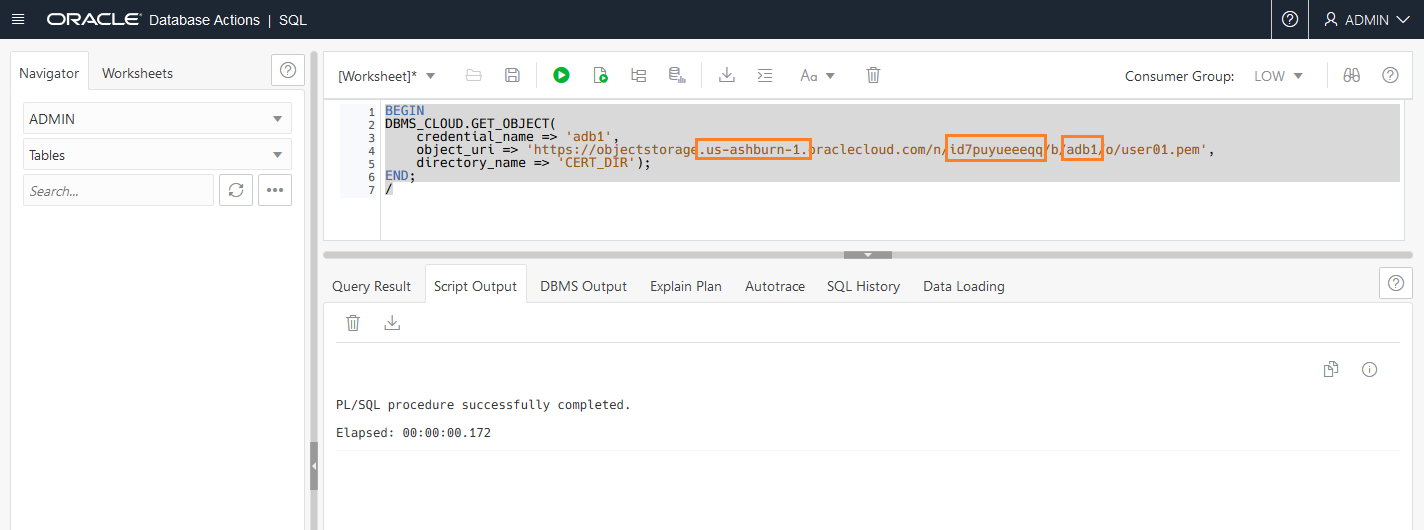 ORACLE Database Actions | SQL
ADMIN
Navigator
Worksheets
ADMIN
Tables
Search...
[Worksheet]*
Aa
Consumer Group: LOW
1 BEGIN
2 DBMS_CLOUD.GET_OBJECT(
3 credential_name => 'adb1',
4 object_uri => 'https://objectstorage.us-ashburn-1.oraclecloud.com/n/id7puyueeeqq/b/adb1/o/user01.pem',
5 directory_name => 'CERT_DIR');
6 END;
7 /
Query Result
Script Output
DBMS Output
Explain Plan
Autotrace
SQL History
Data Loading
PL/SQL procedure successfully completed.
Elapsed: 00:00:00.172